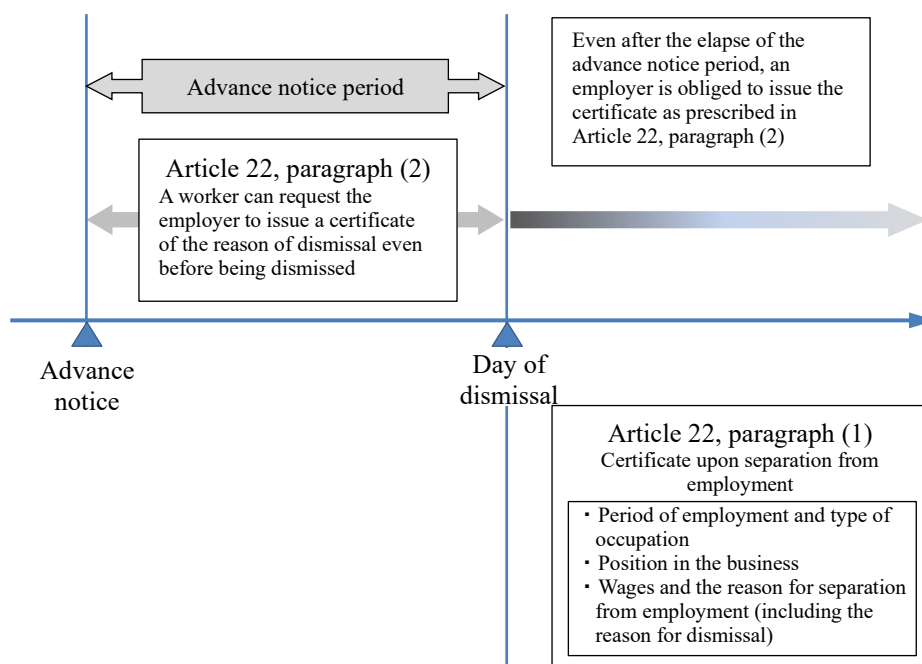 Advance notice period
Even after the elapse of the
advance notice period, an
employer is obliged to issue the
certificate as prescribed in
Article 22, paragraph (2)
Article 22, paragraph (2)
A worker can request the
employer to issue a certificate
of the reason of dismissal even
before being dismissed
Advance
notice
Day of
dismissal
Article 22, paragraph (1)
Certificate upon separation from
employment
・Period of employment and type of
occupation
・Position in the business
・Wages and the reason for separation
from employment (including the
reason for dismissal)